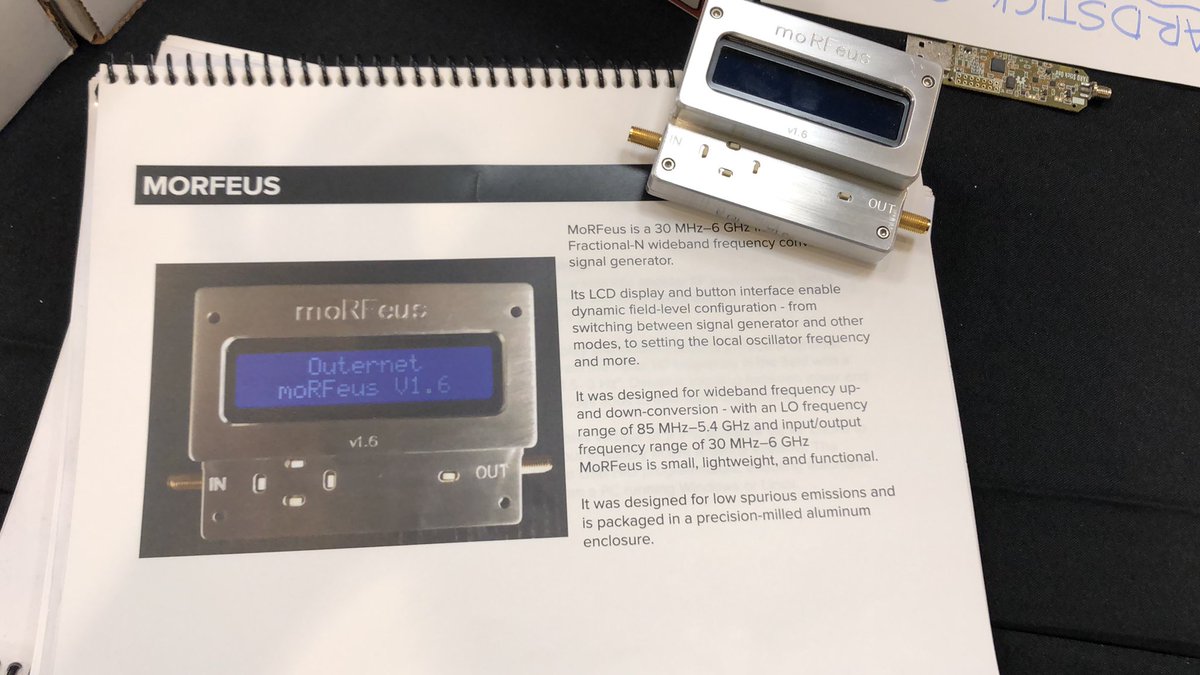 ARDSTICK
moRFeus
v1.6
IN
OUT
MORFEUS
MoRFeus is a 30 MHz–6 GHz
Fractional-N wideband frequency
signal generator.
Its LCD display and button interface enable
dynamic field-level configuration - from
switching between signal generator and other
modes, to setting the local oscillator frequency
and more.
It was designed for wideband frequency up-
and down-conversion - with an LO frequency
range of 85 MHz–5.4 GHz and input/output
frequency range of 30 MHz–6 GHz
MoRFeus is small, lightweight, and functional.
It was designed for low spurious emissions and
is packaged in a precision-milled aluminum
enclosure.
moRFeus
Outernet
moRFeus V1.6
v1.6
IN
OUT